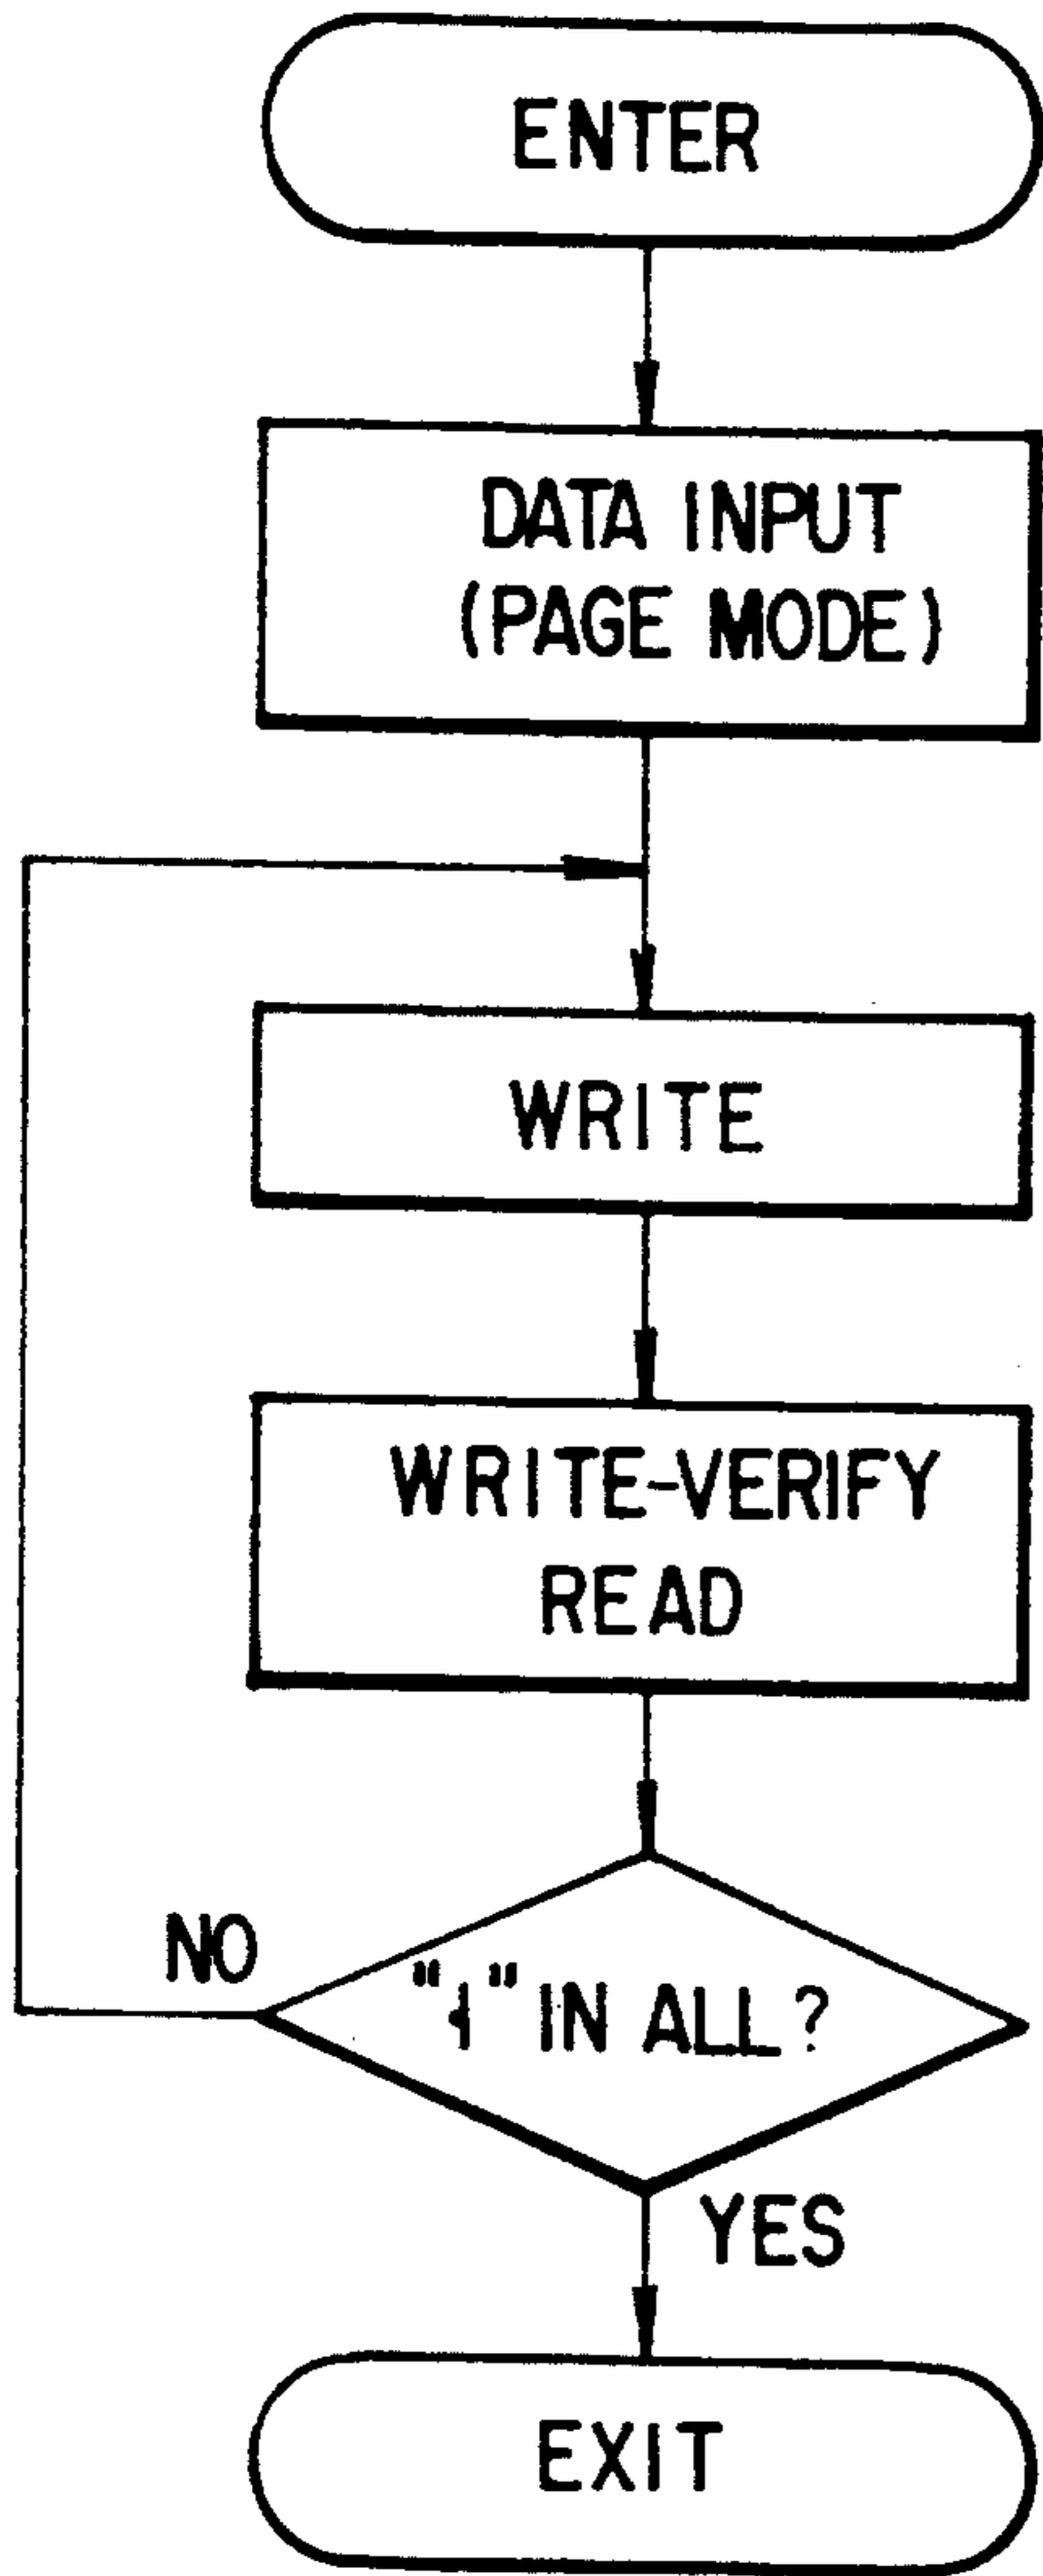 ENTER
DATA INPUT
(PAGE MODE)
WRITE
WRITE-VERIFY
READ
NO
"1" IN ALL?
YES
EXIT